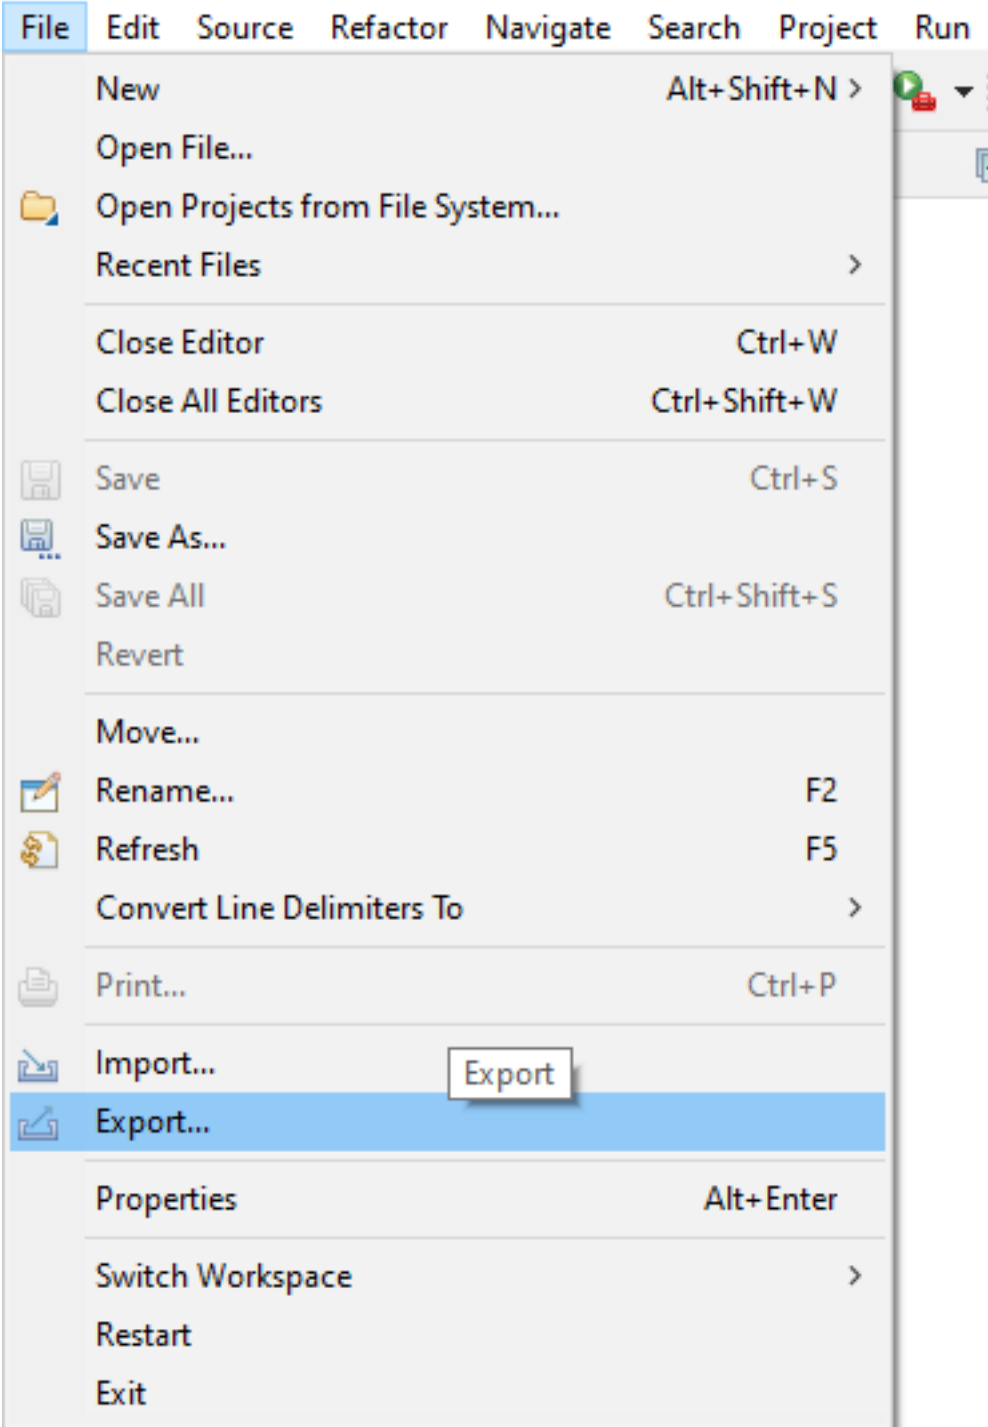 File Edit Source Refactor Navigate Search Project Run
New Alt+Shift+N >
Open File...
Open Projects from File System...
Recent Files >
Close Editor Ctrl+W
Close All Editors Ctrl+Shift+W
Save Ctrl+S
Save As...
Save All Ctrl+Shift+S
Revert
Move...
Rename... F2
Refresh F5
Convert Line Delimiters To >
Print... Ctrl+P
Import...
Export
Export...
Properties Alt+Enter
Switch Workspace >
Restart
Exit